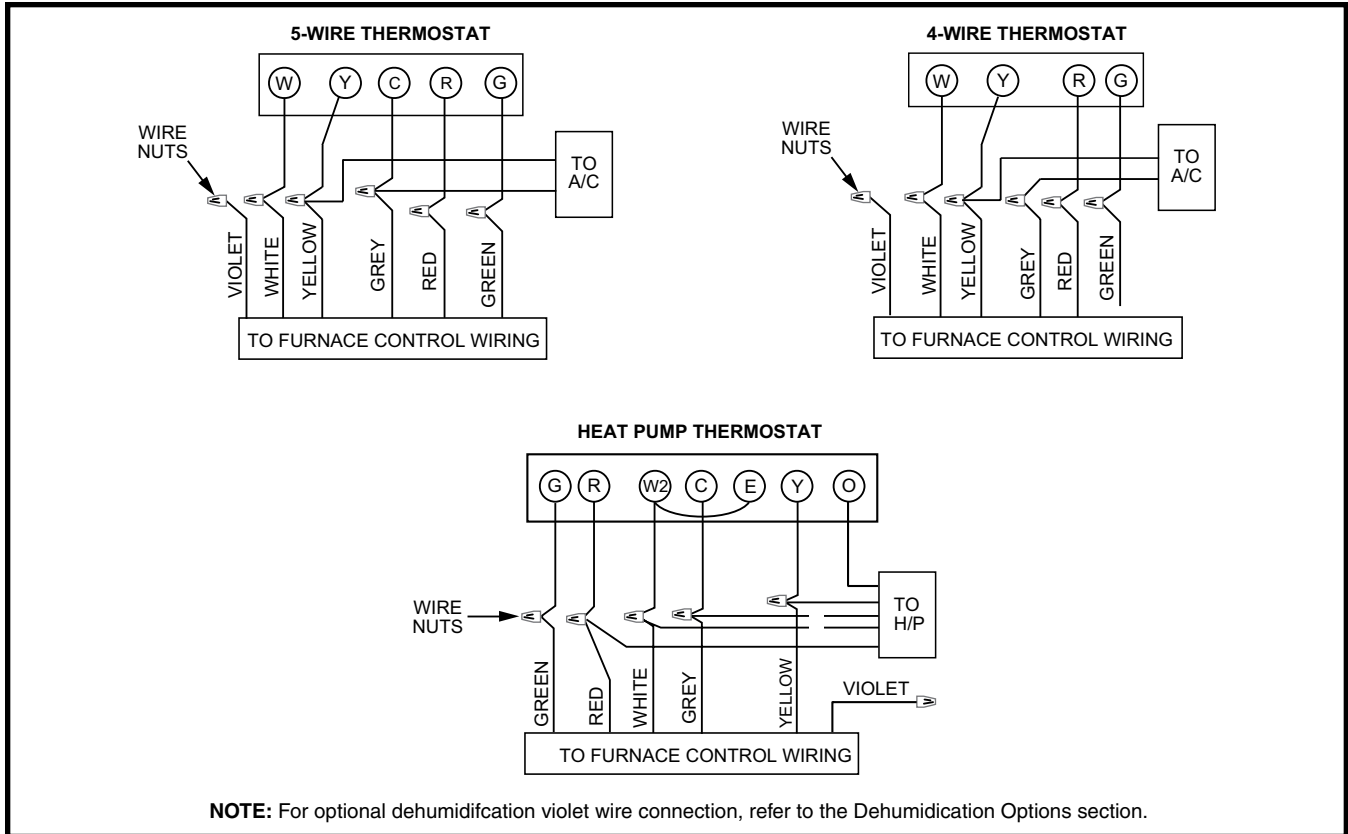 5-WIRE THERMOSTAT
W Y C R G
WIRE
NUTS
TO
A/C
VIOLET
WHITE
YELLOW
GREY
RED
GREEN
TO FURNACE CONTROL WIRING
4-WIRE THERMOSTAT
W Y R G
WIRE
NUTS
TO
A/C
VIOLET
WHITE
YELLOW
GREY
RED
GREEN
TO FURNACE CONTROL WIRING
HEAT PUMP THERMOSTAT
G R W2 C E Y O
WIRE
NUTS
TO
H/P
GREEN
RED
WHITE
GREY
YELLOW
VIOLET
TO FURNACE CONTROL WIRING
NOTE: For optional dehumidifcation violet wire connection, refer to the Dehumidication Options section.